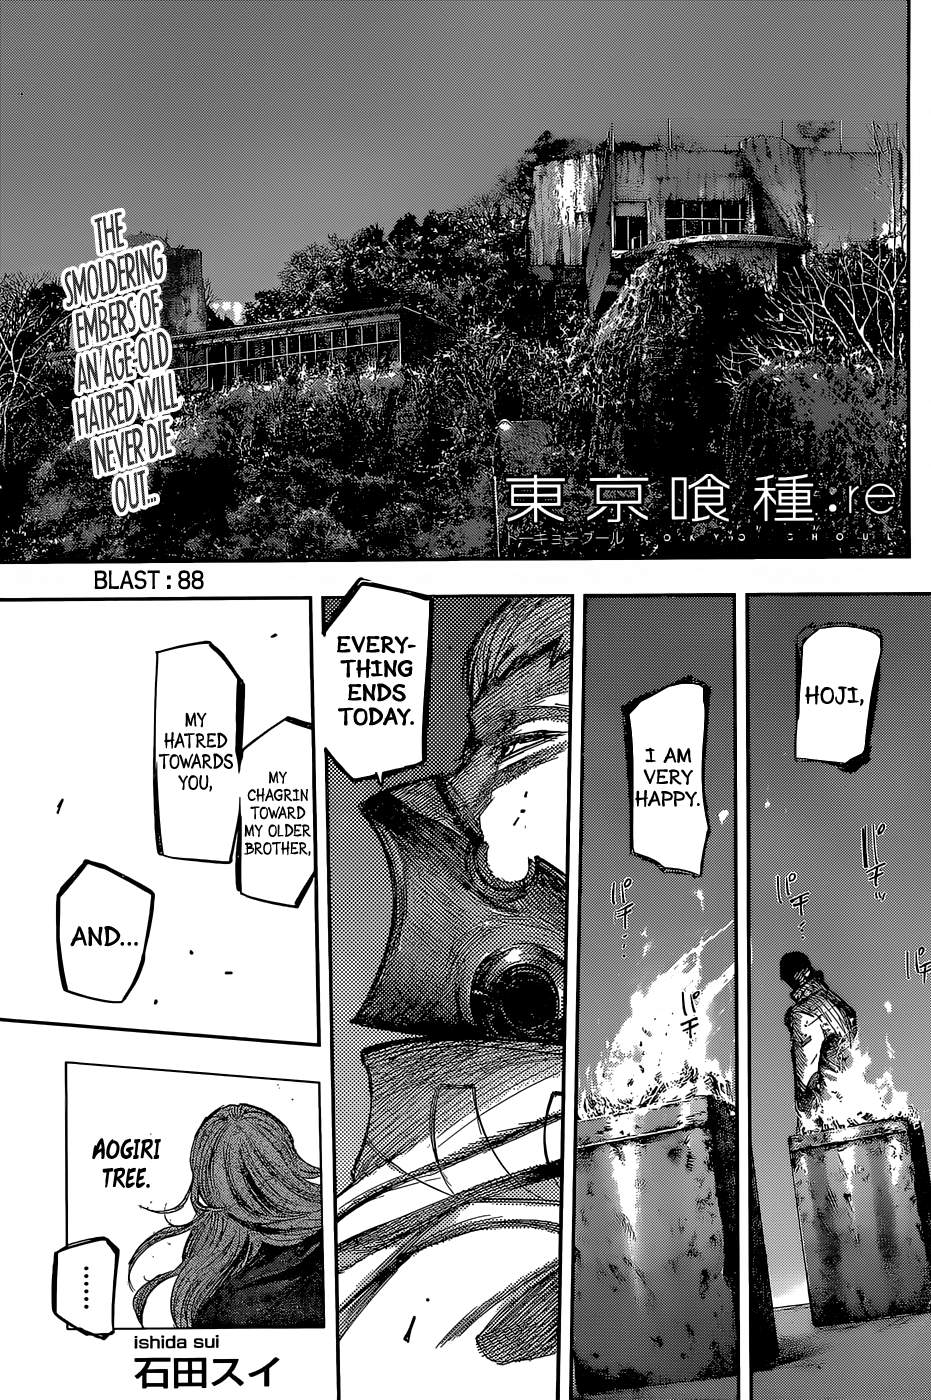 THE
SMOLDERING
EMBERS OF
AN AGE-OLD
HATRED WILL
NEVER DIE
OUT...
東京喰種:re
トーキョーグール TOKYO GHOUL
BLAST : 88
HOJI,
パチ
パチ…
パチ
I AM
VERY
HAPPY.
パチ…
パチ
EVERY-
THING
ENDS
TODAY.
MY
CHAGRIN
TOWARD
MY OLDER
BROTHER,
MY
HATRED
TOWARDS
YOU,
AND...
AOGIRI
TREE.
......
ishida sui
石田スイ